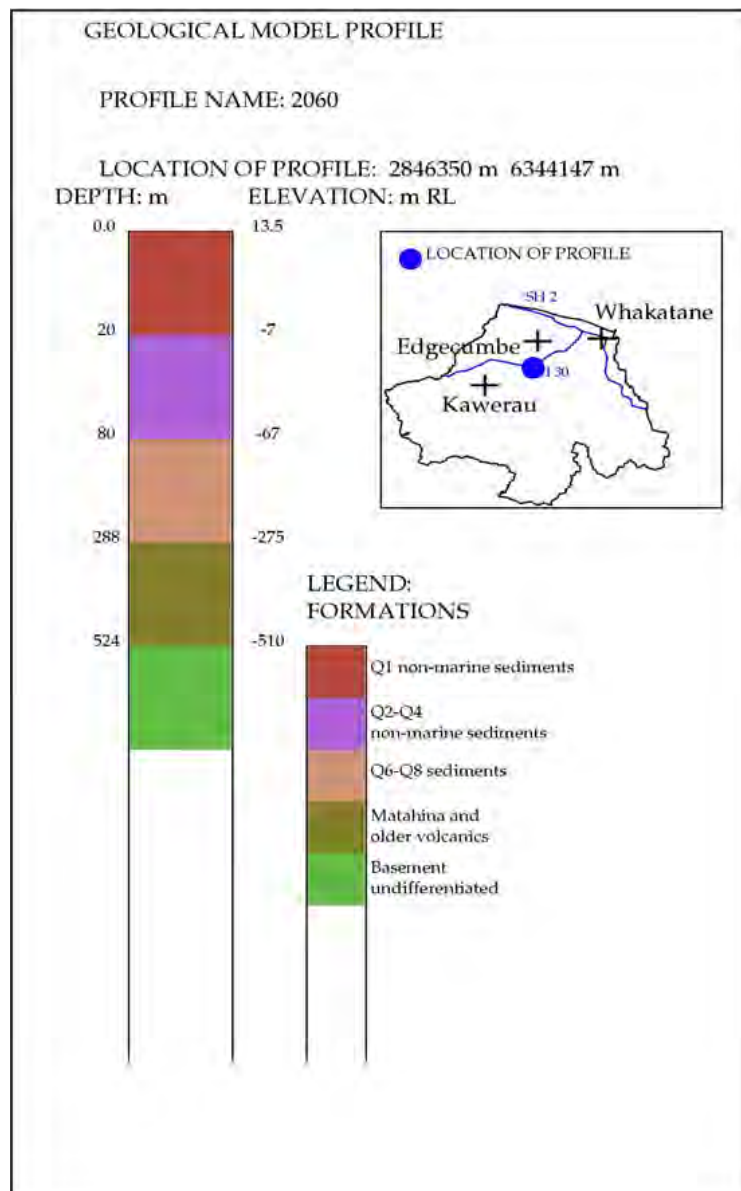 GEOLOGICAL MODEL PROFILE
PROFILE NAME: 2060
LOCATION OF PROFILE: 2846350 m 6344147 m
DEPTH: m ELEVATION: m RL
0.0 13.5
LOCATION OF PROFILE
SH 2
Whakatane
20 -7
Edgecumbe
130
Kawerau
80 -67
288 -275
LEGEND:
FORMATIONS
524 -510
Q1 non-marine sediments
Q2-Q4
non-marine sediments
Q6-Q8 sediments
Matahina and
older volcanics
Basement
undifferentiated